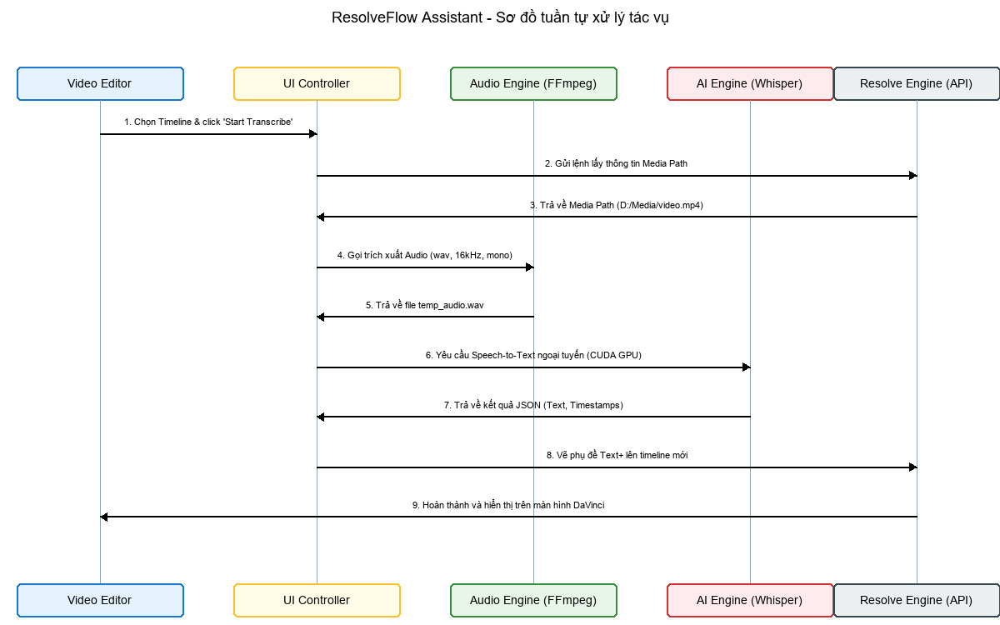 ResolveFlow Assistant - Sơ đồ tuần tự xử lý tác vụ
Video Editor
UI Controller
Audio Engine (FFmpeg)
AI Engine (Whisper)
Resolve Engine (API)
1. Chọn Timeline & click 'Start Transcribe'
2. Gửi lệnh lấy thông tin Media Path
3. Trả về Media Path (D:/Media/video.mp4)
4. Gọi trích xuất Audio (wav, 16kHz, mono)
5. Trả về file temp_audio.wav
6. Yêu cầu Speech-to-Text ngoại tuyến (CUDA GPU)
7. Trả về kết quả JSON (Text, Timestamps)
8. Vẽ phụ đề Text+ lên timeline mới
9. Hoàn thành và hiển thị trên màn hình DaVinci
Video Editor
UI Controller
Audio Engine (FFmpeg)
AI Engine (Whisper)
Resolve Engine (API)